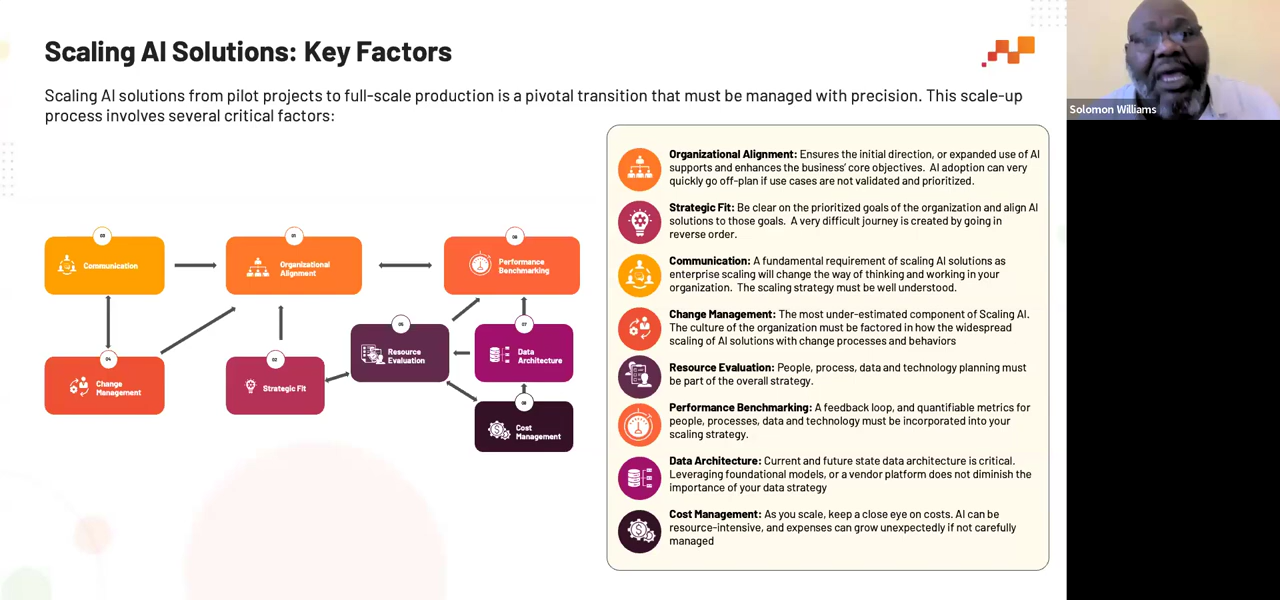 Scaling AI Solutions: Key Factors
Scaling AI solutions from pilot projects to full-scale production is a pivotal transition that must be managed with precision. This scale-up
process involves several critical factors:
Solomon Williams
03
Communication
01
Organizational
Alignment
06
Performance
Benchmarking
04
Change
Management
02
Strategic Fit
05
Resource
Evaluation
07
Data
Architecture
Cost
Management
Organizational Alignment: Ensures the initial direction, or expanded use of AI
supports and enhances the business' core objectives. AI adoption can very
quickly go off-plan if use cases are not validated and prioritized.
Strategic Fit: Be clear on the prioritized goals of the organization and align AI
solutions to those goals. A very difficult journey is created by going in
reverse order.
Communication: A fundamental requirement of scaling AI solutions as
enterprise scaling will change the way of thinking and working in your
organization. The scaling strategy must be well understood.
Change Management: The most under-estimated component of Scaling AI.
The culture of the organization must be factored in how the widespread
scaling of AI solutions with change processes and behaviors
Resource Evaluation: People, process, data and technology planning must
be part of the overall strategy.
Performance Benchmarking: A feedback loop, and quantifiable metrics for
people, processes, data and technology must be incorporated into your
scaling strategy.
Data Architecture: Current and future state data architecture is critical.
Leveraging foundational models, or a vendor platform does not diminish the
importance of your data strategy
Cost Management: As you scale, keep a close eye on costs. AI can be
resource-intensive, and expenses can grow unexpectedly if not carefully
managed